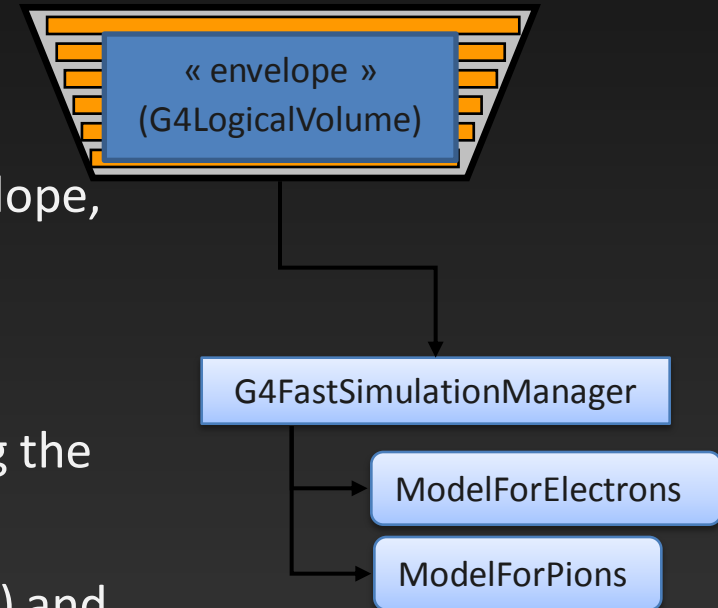 « envelope »
(G4LogicalVolume)
lope,
G4FastSimulationManager
g the
ModelForElectrons
ModelForPions
) and